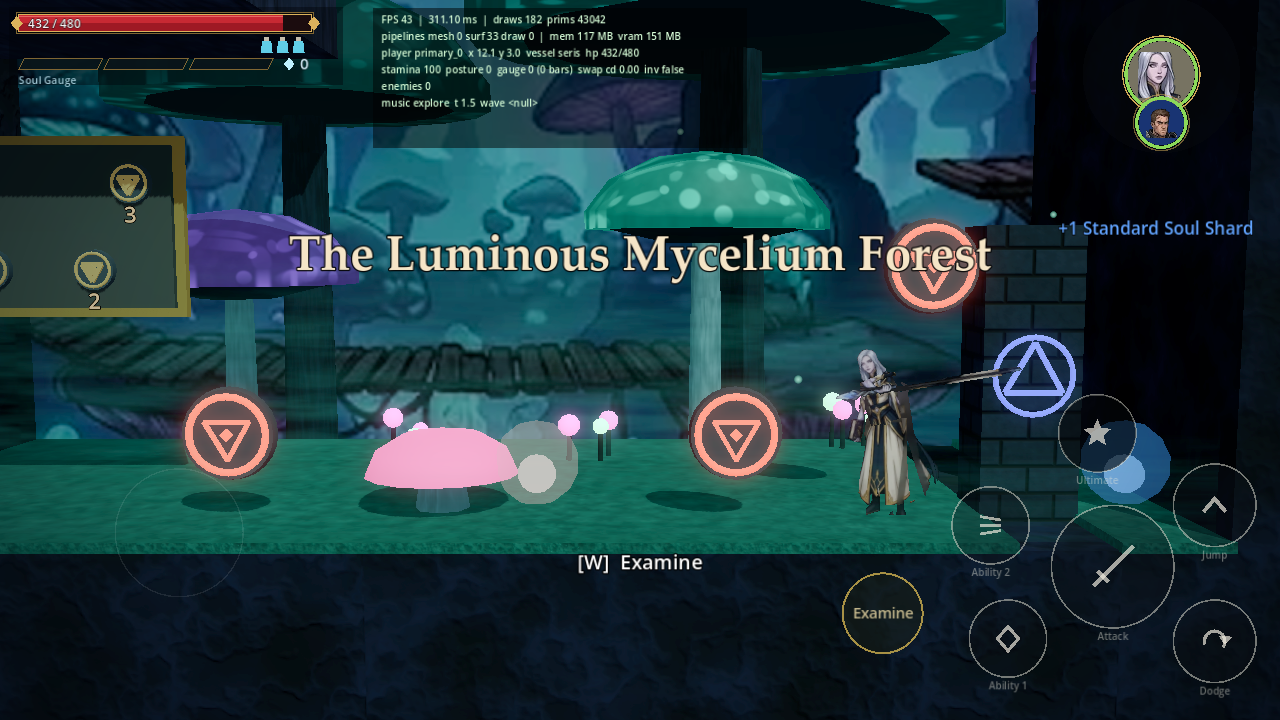 432 / 480
0
Soul Gauge
FPS 43 | 311.10 ms | draws 182 prims 43042
pipelines mesh 0 surf 33 draw 0 | mem 117 MB vram 151 MB
player primary_0 x 12.1 y 3.0 vessel seris hp 432/480
stamina 100 posture 0 gauge 0 (0 bars) swap cd 0.00 inv false
enemies 0
music explore t 1.5 wave <null>
3
2
+1 Standard Soul Shard
The Luminous Mycelium Forest
[W] Examine
Examine
Ultimate
Ability 2
Jump
Attack
Ability 1
Dodge